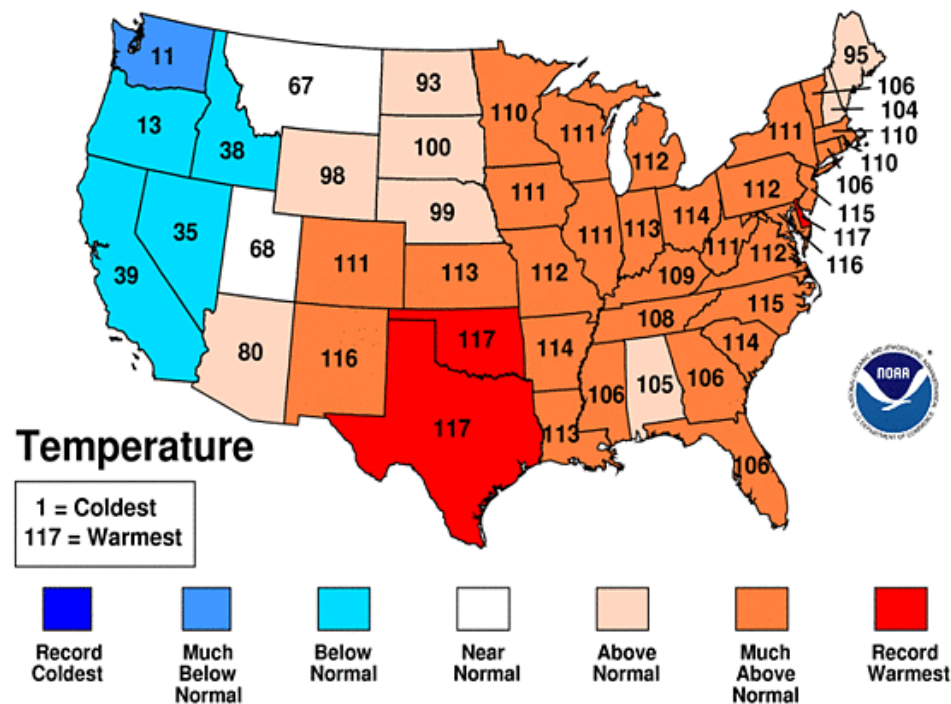 11
67
93
95
13
38
98
100
99
110
111
112
111
106
104
110
110
106
115
117
116
39
35
68
111
113
111
112
111
113
114
112
111
112
109
115
108
114
80
116
117
114
106
105
106
117
113
106
NOAA
Temperature
1 = Coldest
117 = Warmest
Record
Coldest
Much
Below
Normal
Below
Normal
Near
Normal
Above
Normal
Much
Above
Normal
Record
Warmest